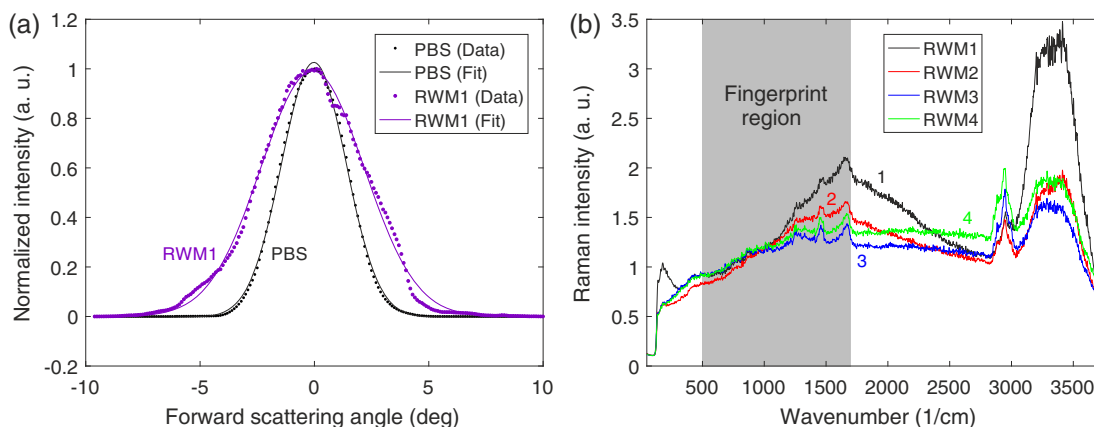 (a)
1.2
1
0.8
0.6
0.4
0.2
0
-0.2
-10
-5
0
5
10
Normalized intensity (a. u.)
Forward scattering angle (deg)
PBS (Data)
PBS (Fit)
RWM1 (Data)
RWM1 (Fit)
RWM1
PBS
(b)
3.5
3
2.5
2
1.5
1
0.5
0
500
1000
1500
2000
2500
3000
3500
Raman intensity (a. u.)
Wavenumber (1/cm)
Fingerprint
region
RWM1
RWM2
RWM3
RWM4
1
2
3
4